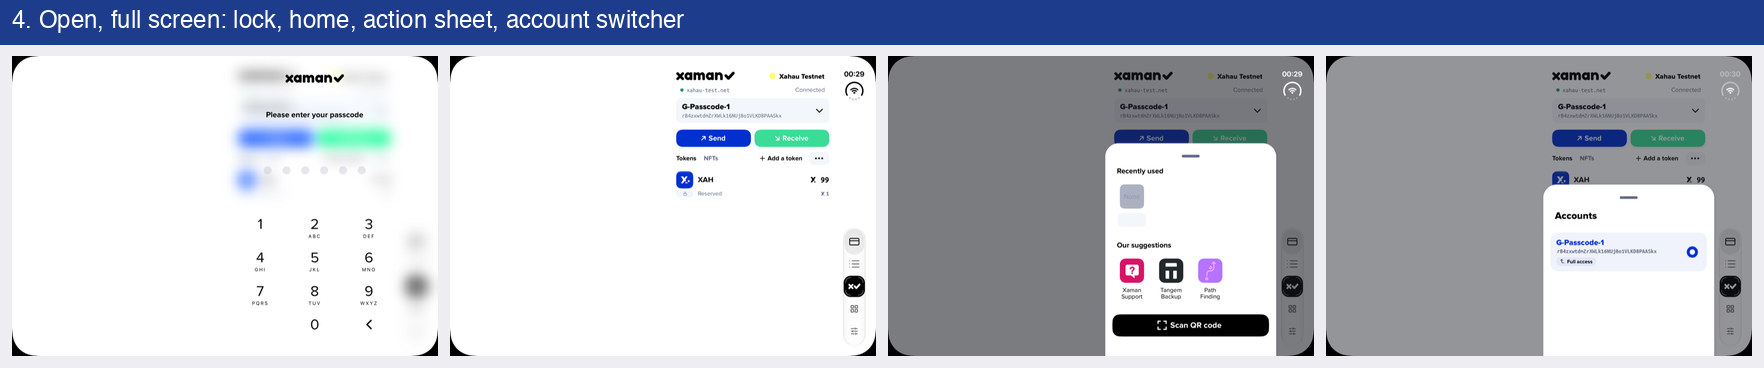 4. Open, full screen: lock, home, action sheet, account switcher
xaman
Please enter your passcode
1 2 3
ABC DEF
4 5 6
GHI JKL MNO
7 8 9
PQRS TUV WXYZ
0
00:29
xaman Xahau Testnet
xahau-test.net Connected
G-Passcode-1
Send Receive
Tokens NFTs + Add a token
XAH X 99
Reserved X 1
00:29
xaman Xahau Testnet
xahau-test.net Connected
G-Passcode-1
Send Receive
Recently used
Our suggestions
Xaman Support
Tangem Backup
Path Finding
Scan QR code
00:30
xaman Xahau Testnet
xahau-test.net Connected
G-Passcode-1
Send Receive
Tokens NFTs + Add a token
XAH X 99
Accounts
G-Passcode-1
Full access